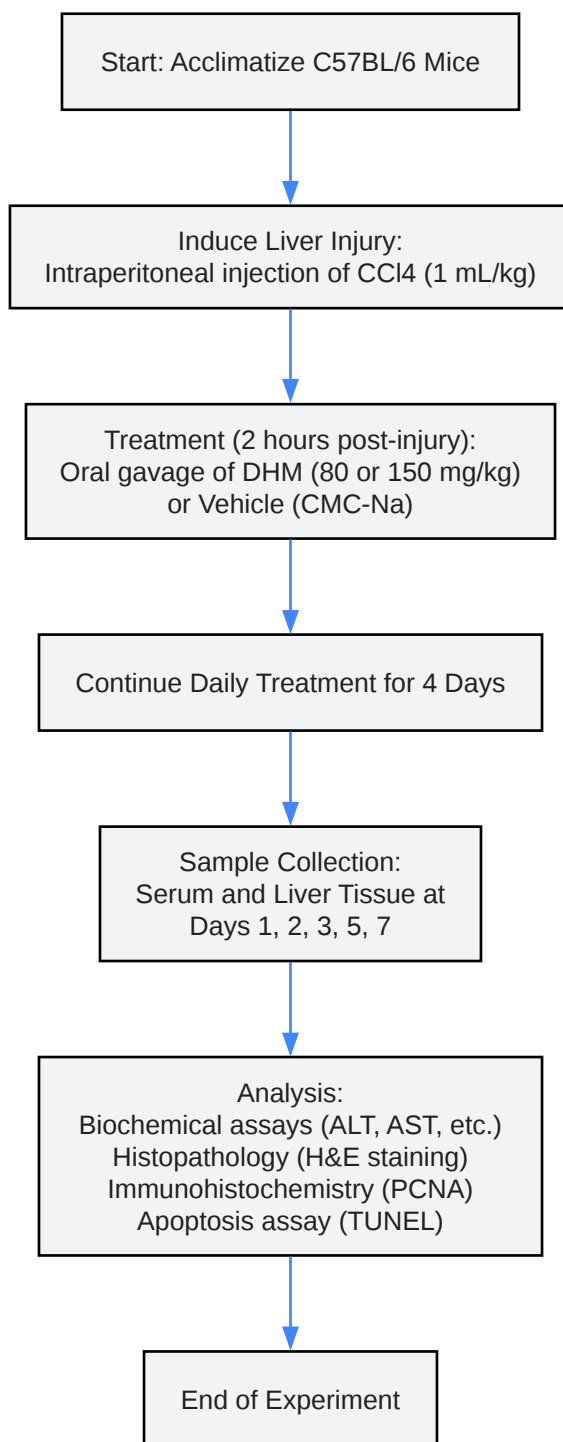 Start: Acclimatize C57BL/6 Mice
Induce Liver Injury:
Intraperitoneal injection of CCl4 (1 mL/kg)
Treatment (2 hours post-injury):
Oral gavage of DHM (80 or 150 mg/kg)
or Vehicle (CMC-Na)
Continue Daily Treatment for 4 Days
Sample Collection:
Serum and Liver Tissue at
Days 1, 2, 3, 5, 7
Analysis:
Biochemical assays (ALT, AST, etc.)
Histopathology (H&E staining)
Immunohistochemistry (PCNA)
Apoptosis assay (TUNEL)
End of Experiment